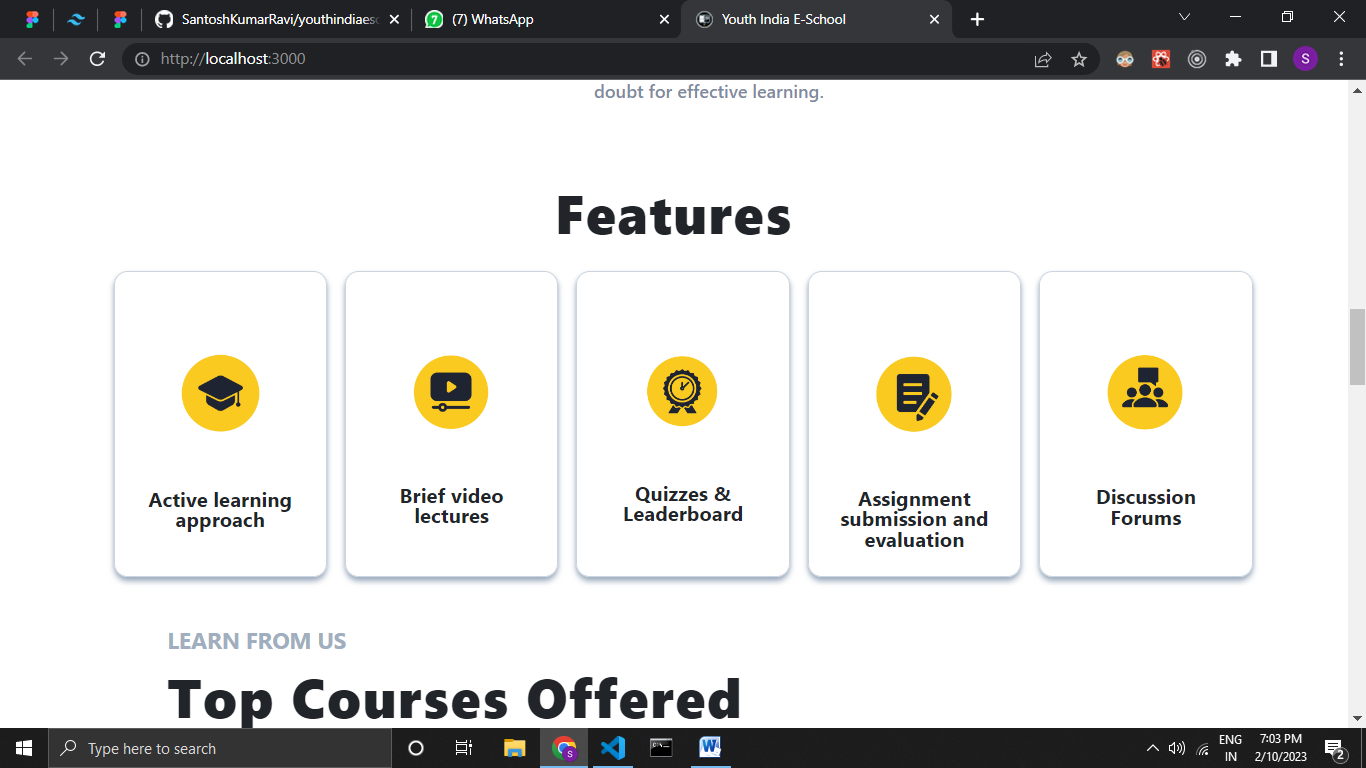 SantoshKumarRavi/youthindiaesc
7
(7) WhatsApp
Youth India E-School
http://localhost:3000
S
doubt for effective learning.
Features
Active learning
approach
Brief video
lectures
Quizzes &
Leaderboard
Assignment
submission and
evaluation
Discussion
Forums
LEARN FROM US
Top Courses Offered
Type here to search
S
W
ENG
IN
7:03 PM
2/10/2023
2